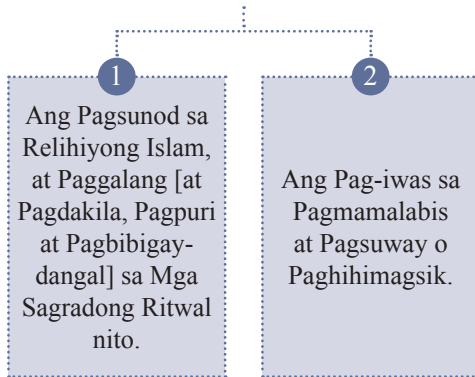 1
Ang Pagsunod sa
Relihiyong Islam,
at Paggalang [at
Pagdakila, Pagpuri
at Pagbibigay-
dangal] sa Mga
Sagradong Ritwal
nito.
2
Ang Pag-iwas sa
Pagmamalabis
at Pagsuway o
Paghihimagsik.